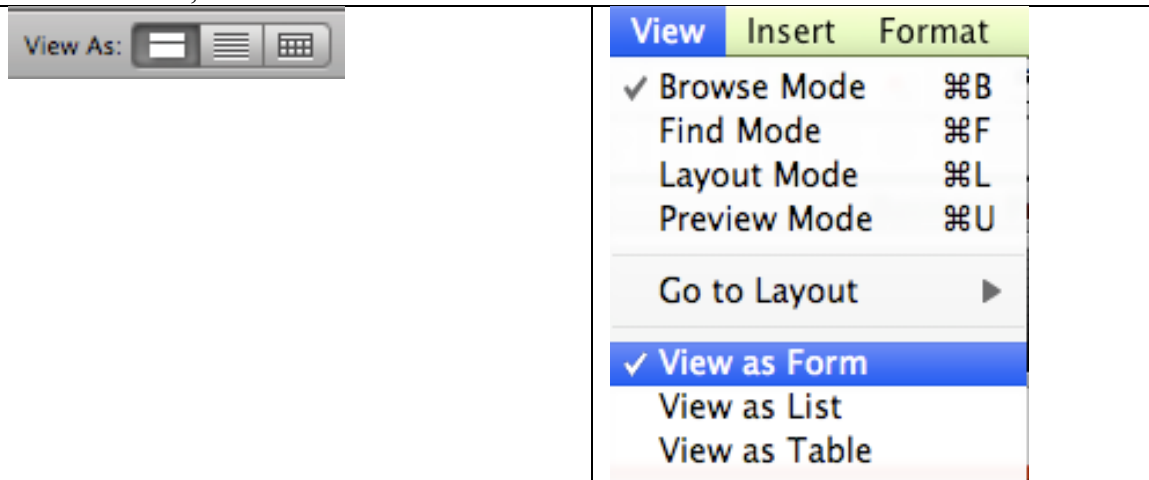 View As:
View Insert Format
✓ Browse Mode ⌘B
Find Mode ⌘F
Layout Mode ⌘L
Preview Mode ⌘U
Go to Layout ▶
✓ View as Form
View as List
View as Table